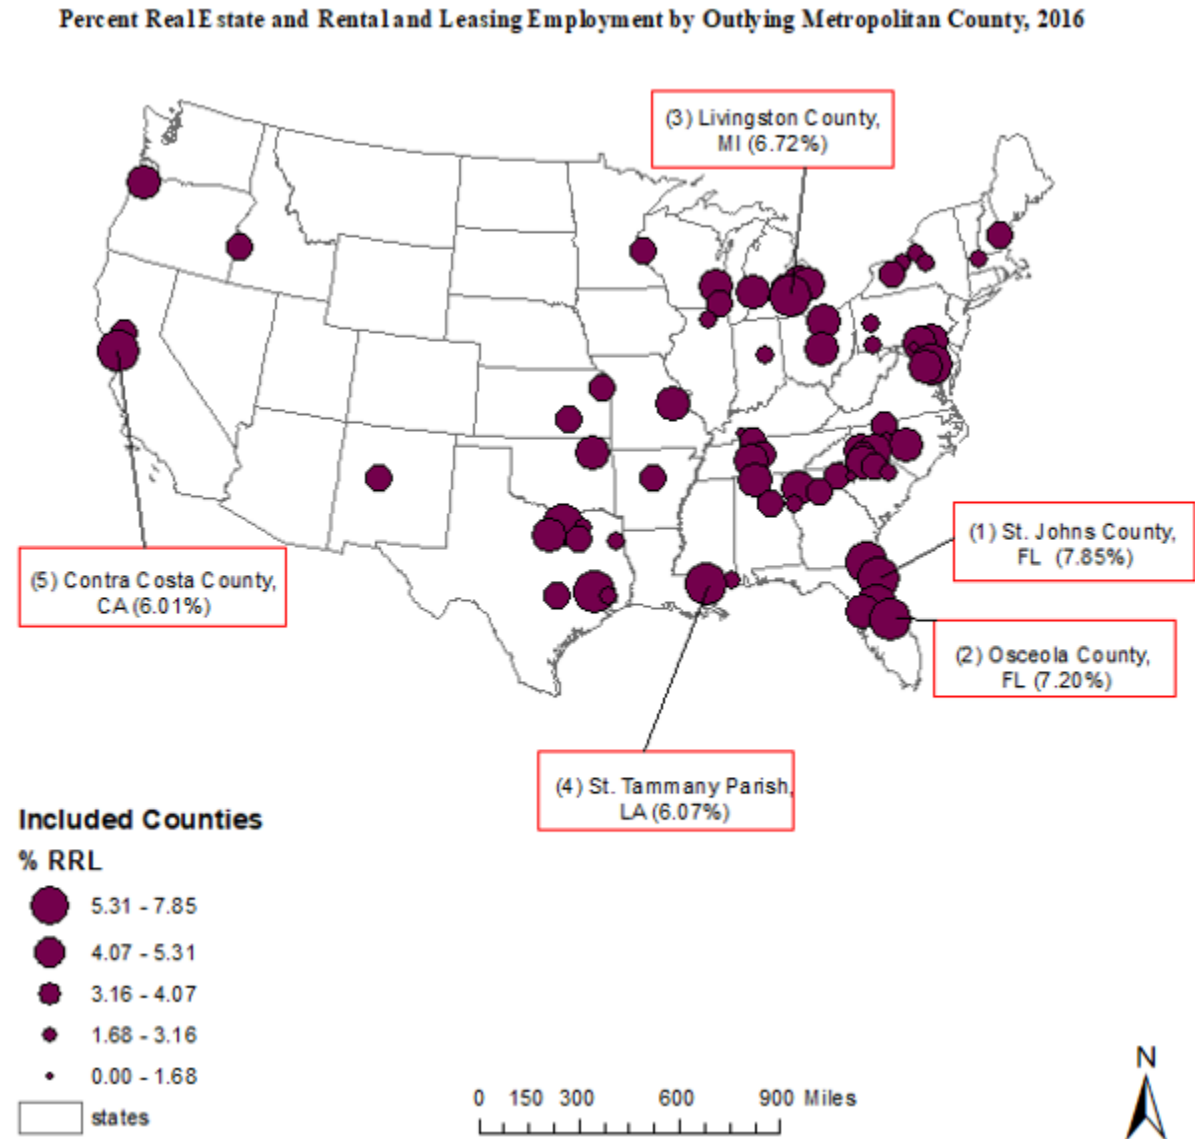 Percent Real Estate and Rental and Leasing Employment by Outlying Metropolitan County, 2016
(3) Livingston County,
MI (6.72%)
(1) St. Johns County,
FL (7.85%)
(5) Contra Costa County,
CA (6.01%)
(2) Osceola County,
FL (7.20%)
(4) St. Tammany Parish,
LA (6.07%)
Included Counties
% RRL
5.31 - 7.85
4.07 - 5.31
3.16 - 4.07
1.68 - 3.16
0.00 - 1.68
states
0 150 300 600 900 Miles
N